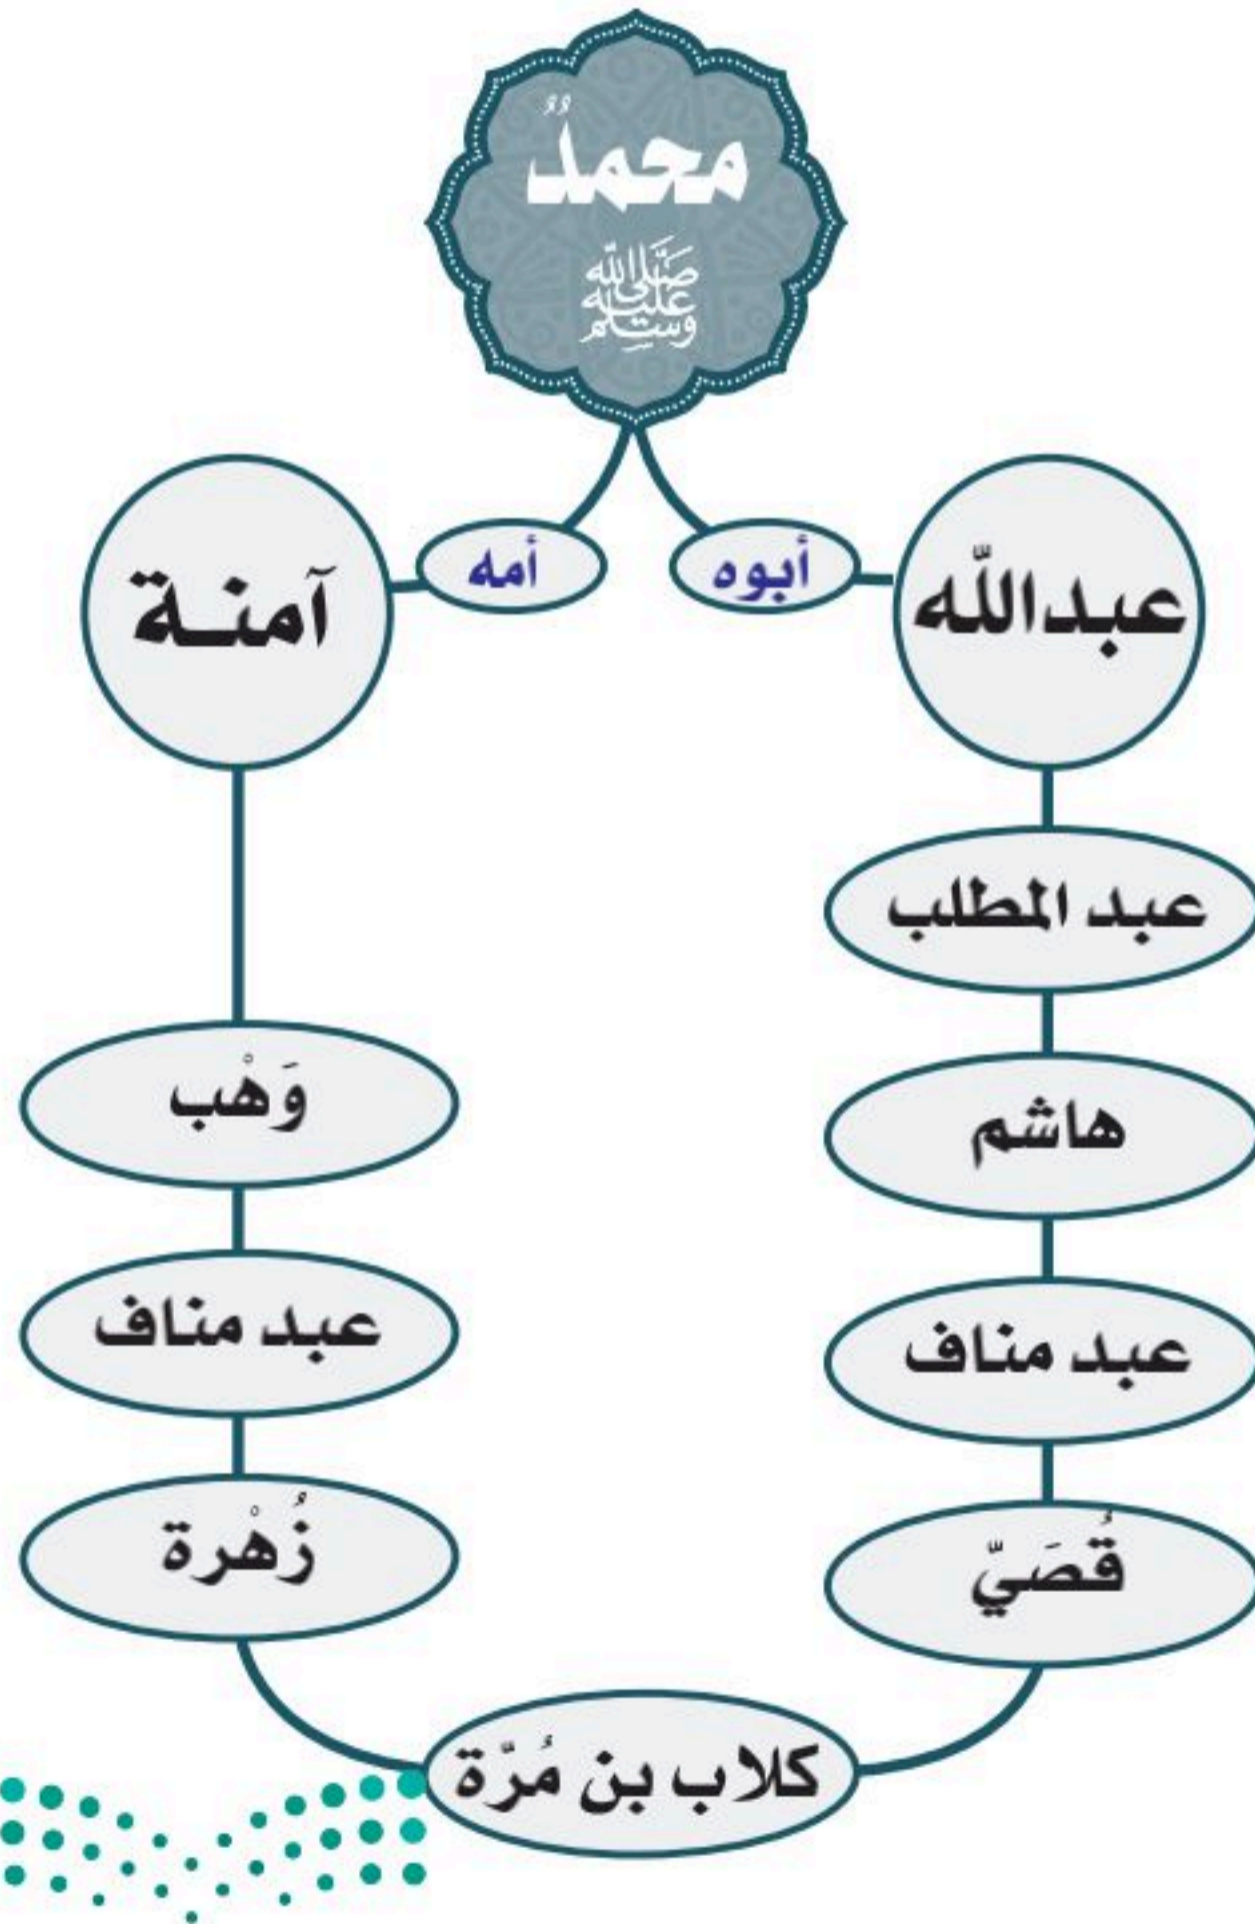 محمدٌ
صلى الله عليه وسلم
أبوه
أمه
عبدالله
آمنة
عبد المطلب
هاشم
عبد مناف
قُصَيّ
وَهْب
عبد مناف
زُهْرة
كلاب بن مُرّة